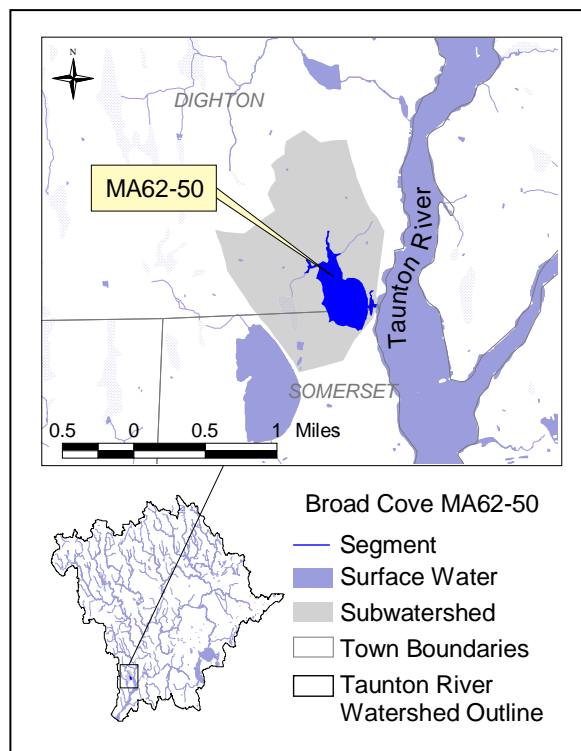 N
DIGHTON
MA62-50
Taunton River
SOMERSET
0.5 0 0.5 1 Miles
Broad Cove MA62-50
Segment
Surface Water
Subwatershed
Town Boundaries
Taunton River
Watershed Outline